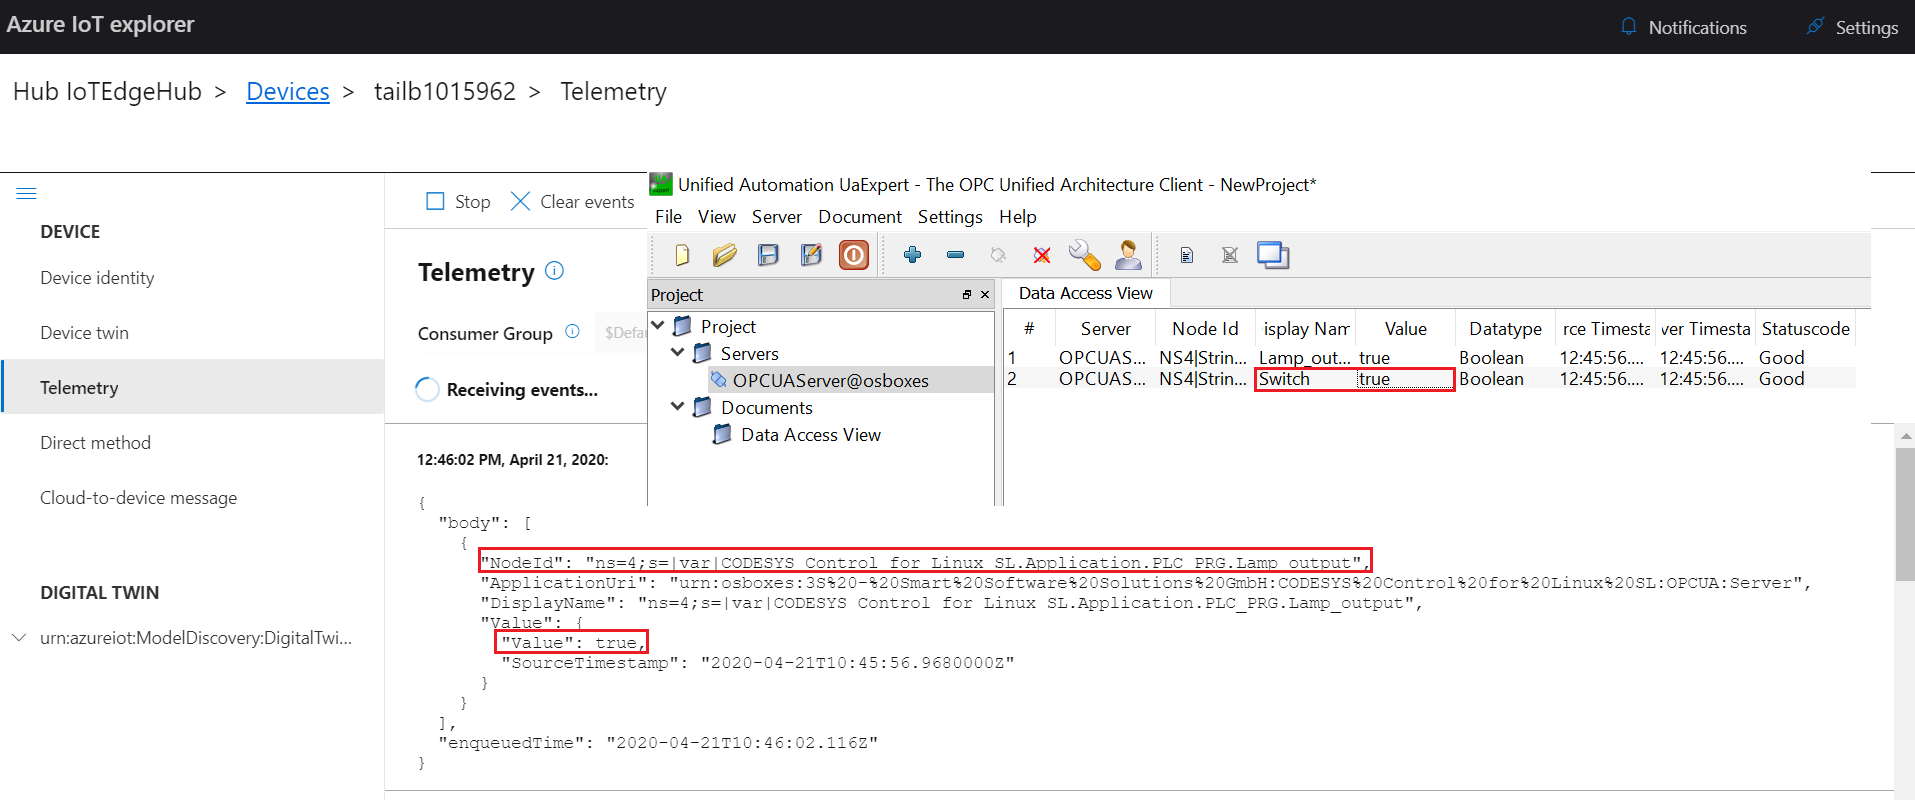 Azure IoT explorer
Notifications
Settings
Hub IoTEdgeHub > Devices > tailb1015962 > Telemetry
DEVICE
Device identity
Device twin
Telemetry
Direct method
Cloud-to-device message
DIGITAL TWIN
urn:azureiot:ModelDiscovery:DigitalTwi...
Stop
Clear events
Telemetry
Consumer Group
$Defau
Receiving events...
Unified Automation UaExpert - The OPC Unified Architecture Client - NewProject*
File View Server Document Settings Help
Project
Project
Servers
OPCUAServer@osboxes
Documents
Data Access View
Data Access View
# Server Node Id isplay Nam Value Datatype rce Timesta ver Timesta Statuscode
1 OPCUAS... NS4|Strin... Lamp_out... true Boolean 12:45:56.... 12:45:56.... Good
2 OPCUAS... NS4|Strin... Switch true Boolean 12:45:56.... 12:45:56.... Good
12:46:02 PM, April 21, 2020:
{
"body": [
{
"NodeId": "ns=4;s=|var|CODESYS Control for Linux SL.Application.PLC_PRG.Lamp_output",
"ApplicationUri": "urn:osboxes:3S%20-%20Smart%20Software%20Solutions%20GmbH:CODESYS%20Control%20for%20Linux%20SL:OPCUA:Server",
"DisplayName": "ns=4;s=|var|CODESYS Control for Linux SL.Application.PLC_PRG.Lamp_output",
"Value": {
"Value": true,
"SourceTimestamp": "2020-04-21T10:45:56.9680000Z"
}
}
],
"enqueuedTime": "2020-04-21T10:46:02.116Z"
}